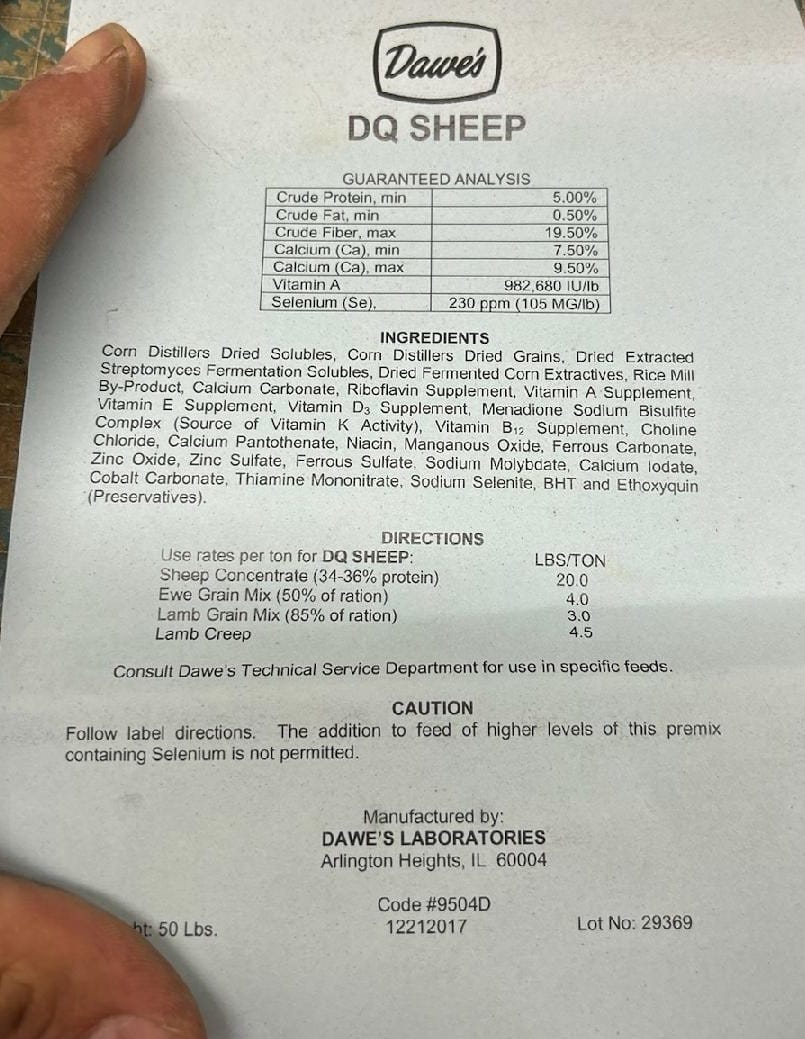 Dawe's
DQ SHEEP
GUARANTEED ANALYSIS
Crude Protein, min 5.00%
Crude Fat, min 0.50%
Crude Fiber, max 19.50%
Calcium (Ca), min 7.50%
Calcium (Ca), max 9.50%
Vitamin A 982,680 IU/lb
Selenium (Se), 230 ppm (105 MG/lb)
INGREDIENTS
Corn Distillers Dried Solubles, Corn Distillers Dried Grains, Dried Extracted
Streptomyces Fermentation Solubles, Dried Fermented Corn Extractives, Rice Mill
By-Product, Calcium Carbonate, Riboflavin Supplement, Vitamin A Supplement,
Vitamin E Supplement, Vitamin D3 Supplement, Menadione Sodium Bisulfite
Complex (Source of Vitamin K Activity), Vitamin B12 Supplement, Choline
Chloride, Calcium Pantothenate, Niacin, Manganous Oxide, Ferrous Carbonate,
Zinc Oxide, Zinc Sulfate, Ferrous Sulfate, Sodium Molybdate, Calcium Iodate,
Cobalt Carbonate, Thiamine Mononitrate, Sodium Selenite, BHT and Ethoxyquin
(Preservatives).
DIRECTIONS
Use rates per ton for DQ SHEEP: LBS/TON
Sheep Concentrate (34-36% protein) 20.0
Ewe Grain Mix (50% of ration) 4.0
Lamb Grain Mix (85% of ration) 3.0
Lamb Creep 4.5
Consult Dawe's Technical Service Department for use in specific feeds.
CAUTION
Follow label directions. The addition to feed of higher levels of this premix
containing Selenium is not permitted.
Manufactured by:
DAWE'S LABORATORIES
Arlington Heights, IL 60004
Code #9504D
ht: 50 Lbs. 12212017 Lot No: 29369